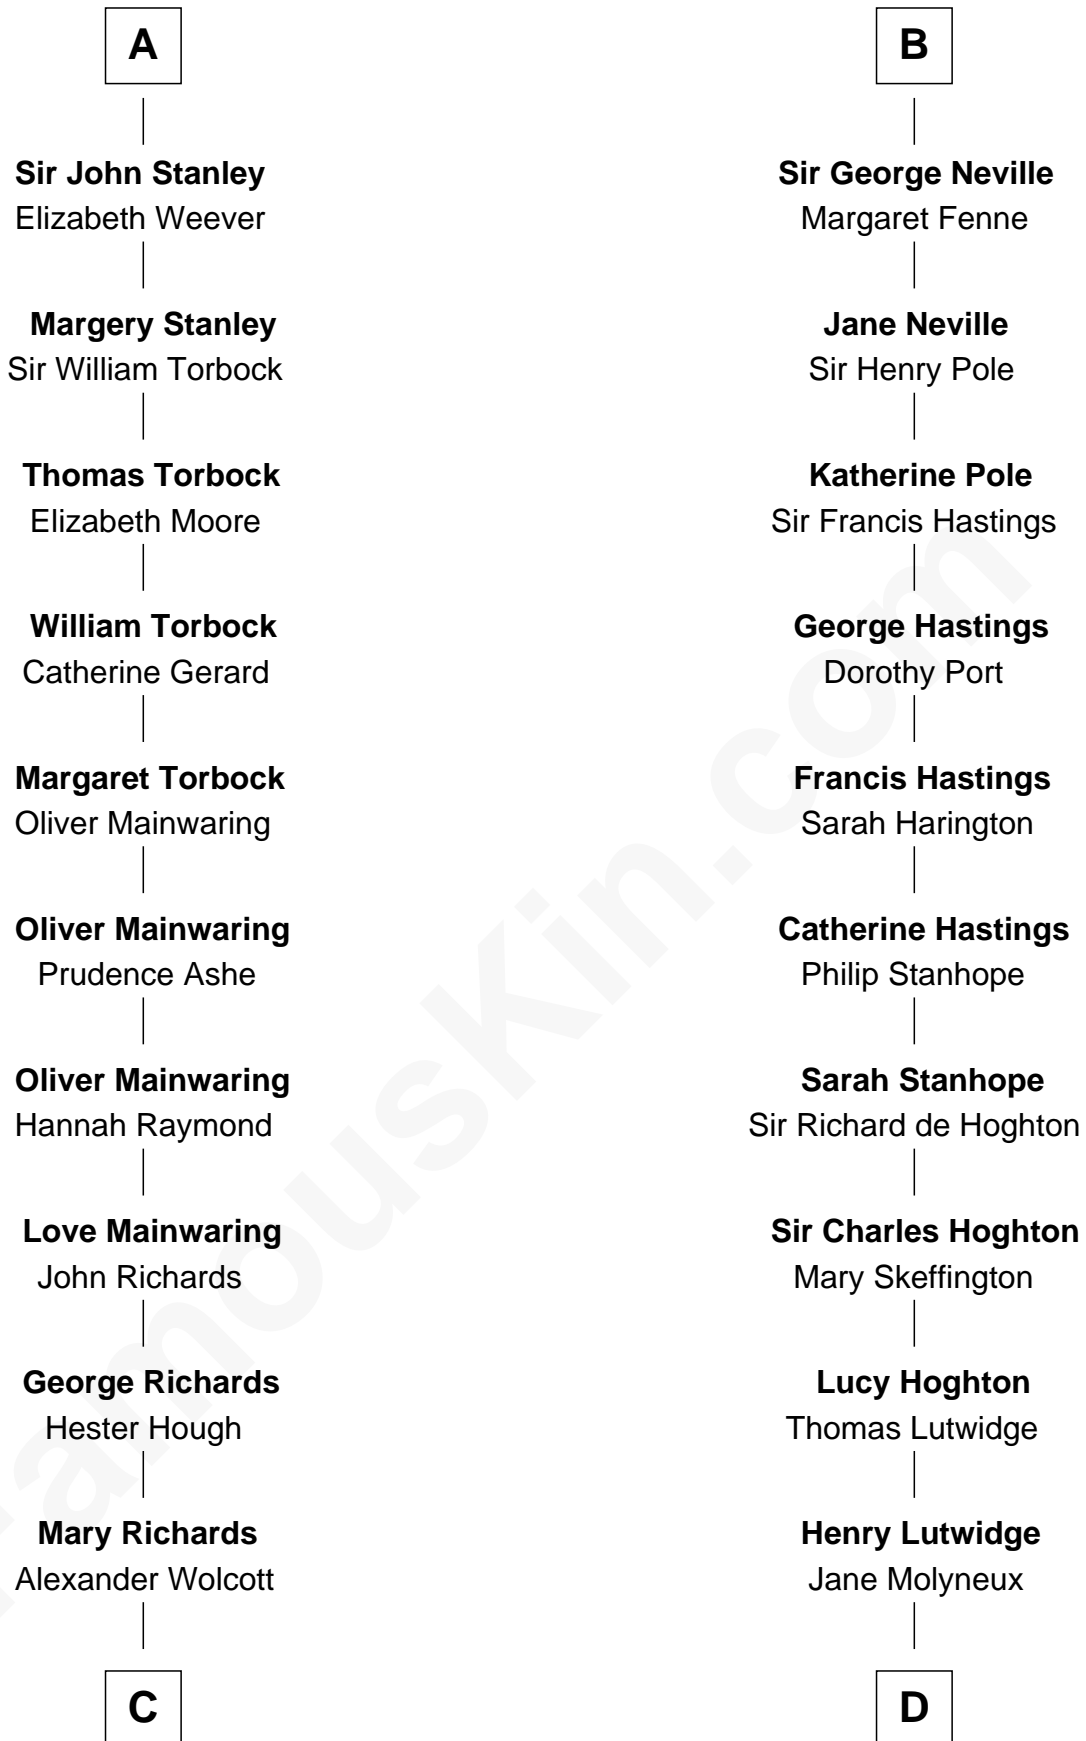 A
Sir John Stanley
Elizabeth Weever
Margery Stanley
Sir William Torbock
Thomas Torbock
Elizabeth Moore
William Torbock
Catherine Gerard
Margaret Torbock
Oliver Mainwaring
Oliver Mainwaring
Prudence Ashe
Oliver Mainwaring
Hannah Raymond
Love Mainwaring
John Richards
George Richards
Hester Hough
Mary Richards
Alexander Wolcott
C
B
Sir George Neville
Margaret Fenne
Jane Neville
Sir Henry Pole
Katherine Pole
Sir Francis Hastings
George Hastings
Dorothy Port
Francis Hastings
Sarah Harington
Catherine Hastings
Philip Stanhope
Sarah Stanhope
Sir Richard de Hoghton
Sir Charles Hoghton
Mary Skeffington
Lucy Hoghton
Thomas Lutwidge
Henry Lutwidge
Jane Molyneux
D
FamousKin.com